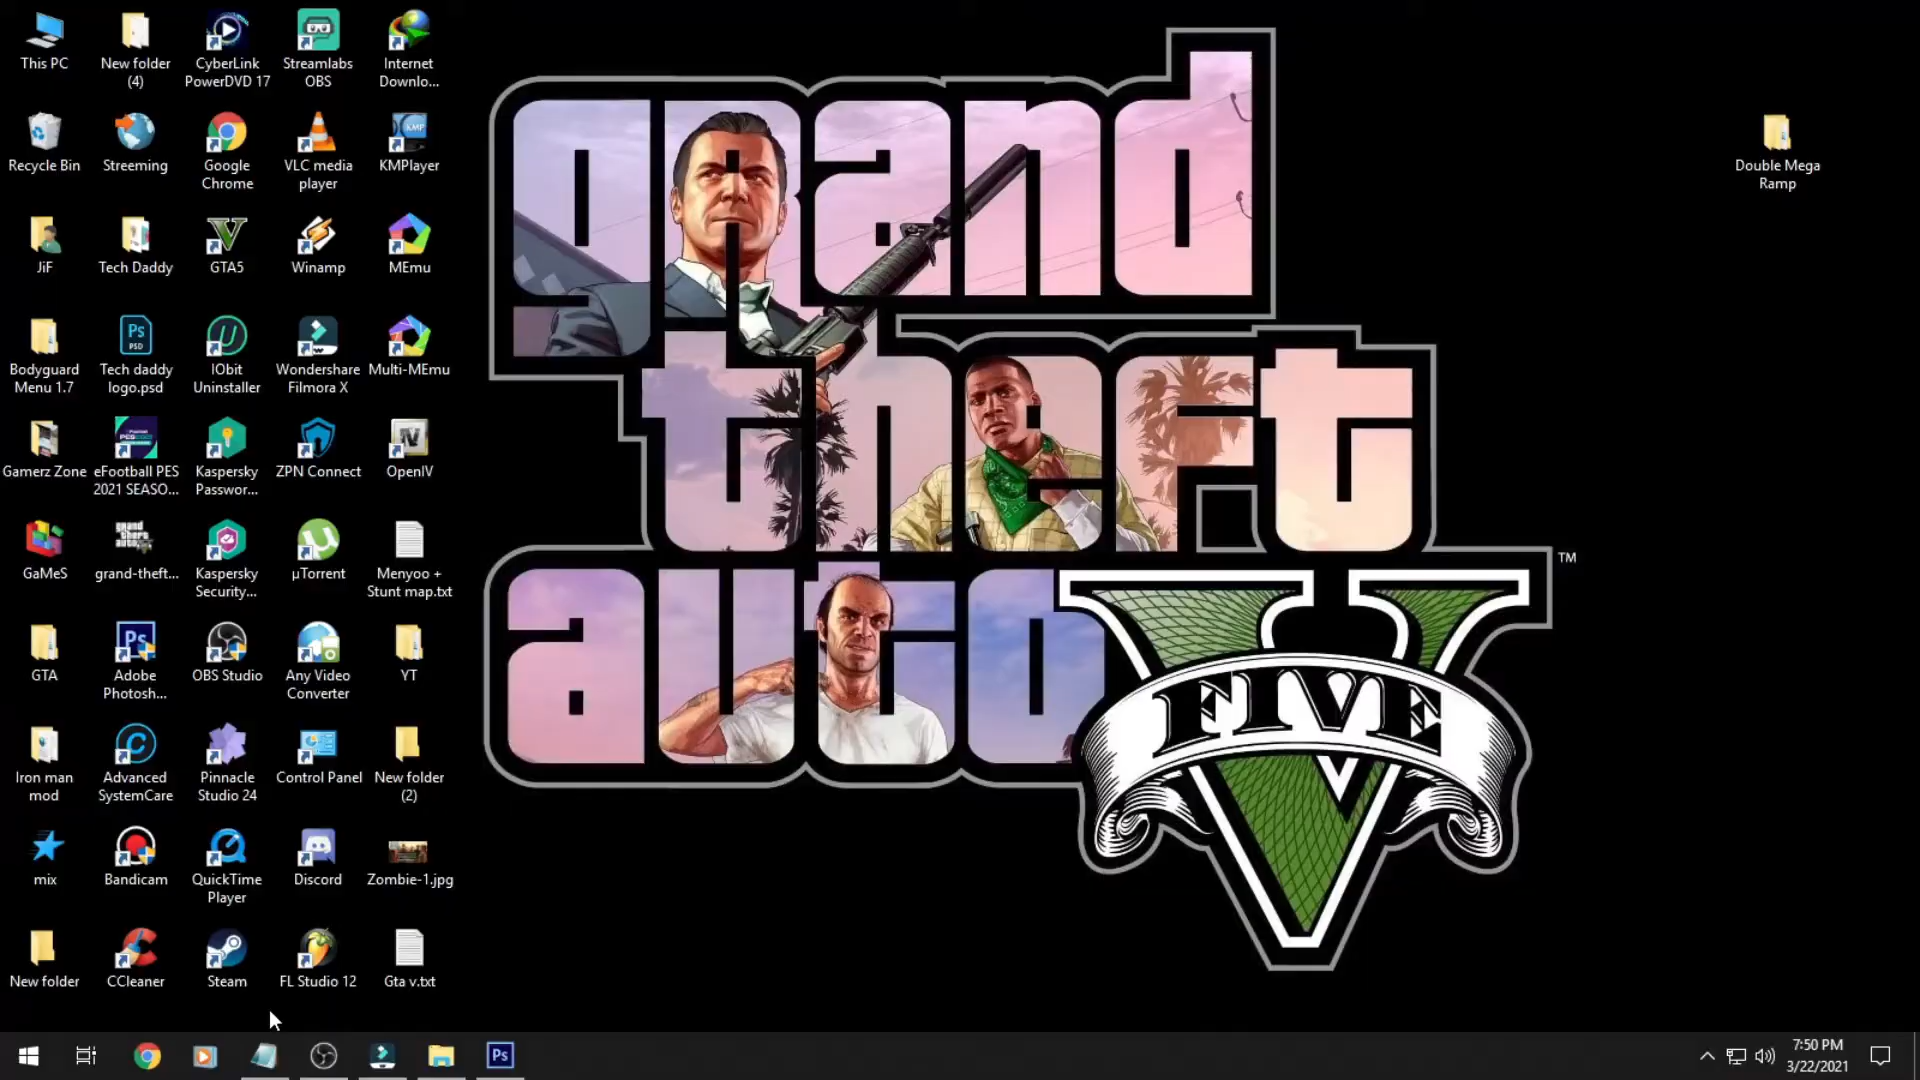 This PC
New folder
(4)
CyberLink
PowerDVD 17
Streamlabs
OBS
Internet
Downlo...
Recycle Bin
Streeming
Google
Chrome
VLC media
player
KMPlayer
KMP
JiF
Tech Daddy
GTA5
Winamp
MEmu
Bodyguard
Menu 1.7
Ps
PSD
Tech daddy
logo.psd
IObit
Uninstaller
Wondershare
Filmora X
Multi-MEmu
Gamerz Zone
eFootball PES
2021 SEASO...
Kaspersky
Passwor...
ZPN Connect
OpenIV
GaMeS
grand-theft...
Kaspersky
Security...
µTorrent
Menyoo +
Stunt map.txt
GTA
Ps
Adobe
Photosh...
OBS Studio
Any Video
Converter
YT
Iron man
mod
Advanced
SystemCare
Pinnacle
Studio 24
Control Panel
New folder
(2)
mix
Bandicam
QuickTime
Player
Discord
Zombie-1.jpg
New folder
CCleaner
Steam
FL Studio 12
Gta v.txt
grand
theft
auto
V
FIVE
TM
Double Mega
Ramp
Ps
7:50 PM
3/22/2021